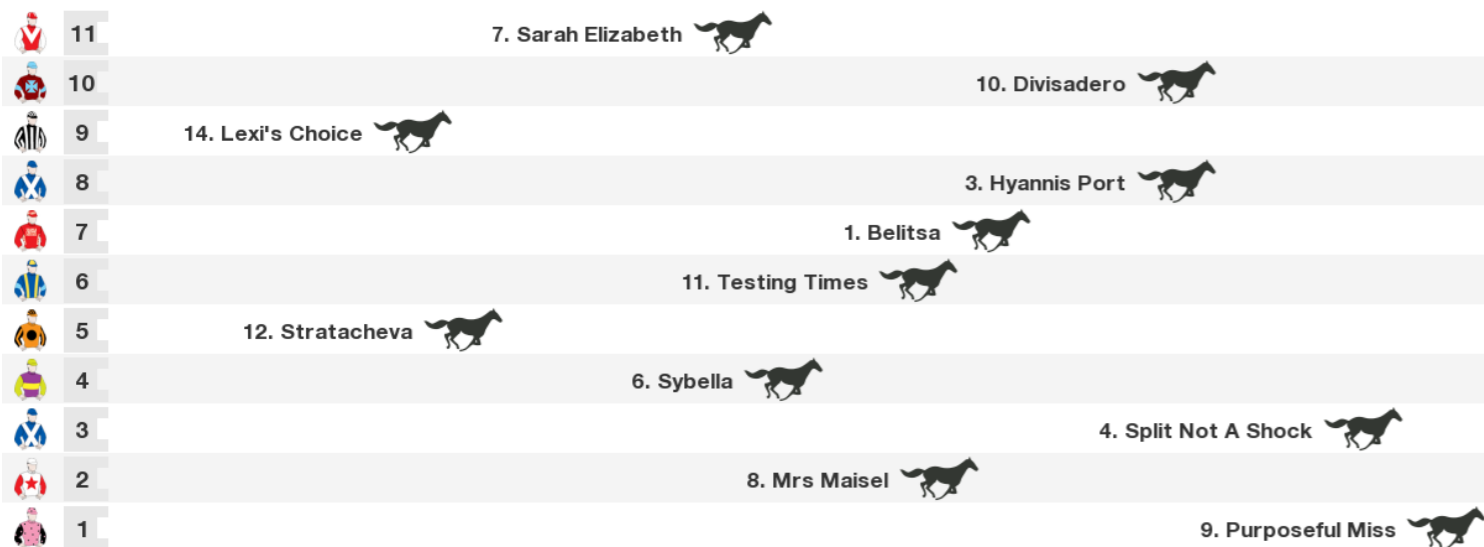 11 7. Sarah Elizabeth
10 10. Divisadero
9 14. Lexi's Choice
8 3. Hyannis Port
7 1. Belitsa
6 11. Testing Times
5 12. Stratacheva
4 6. Sybella
3 4. Split Not A Shock
2 8. Mrs Maisel
1 9. Purposeful Miss